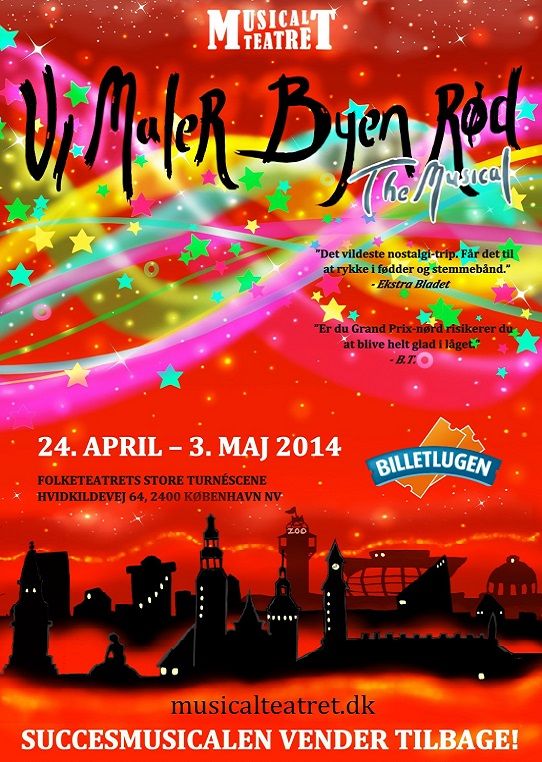 MUSICAL
TEATRET
Vi Maler Byen Rød
The Musical
"Det vildeste nostalgi-trip. Får det til
at rykke i fødder og stemmebånd."
- Ekstra Bladet
"Er du Grand Prix-nørd risikerer du
at blive helt glad i låget."
- B.T.
24. APRIL – 3. MAJ 2014
BILLETLUGEN
FOLKETEATRETS STORE TURNÉSCENE
HVIDKILDEVEJ 64, 2400 KØBENHAVN NV
ZOO
musicalteatret.dk
SUCCESMUSICALEN VENDER TILBAGE!